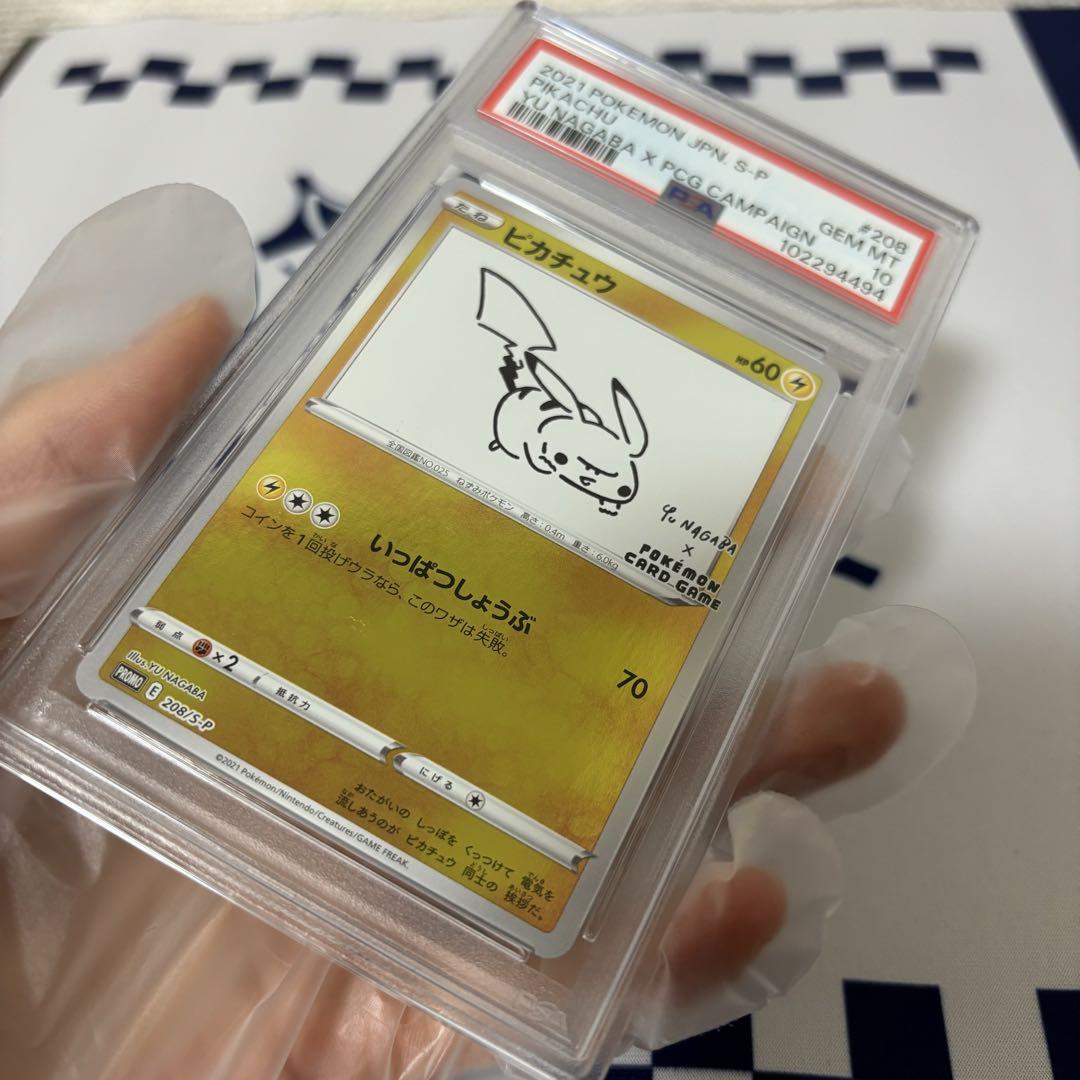 2021 POKEMON JPN. S-P
#208
PIKACHU
GEM MT
YU NAGABA X PCG CAMPAIGN
10
PSA
102294494
たね
ピカチュウ
HP60
Yu NAGABA
×
POKÉMON
CARD GAME
全国図鑑NO.025 ねずみポケモン 高さ:0.4m 重さ:6.0kg
いっぱつしょうぶ
70
コインを1回投げウラなら、このワザは失敗。
弱点 ×2 抵抗力 にげる
Illus. YU NAGABA
PROMO E 208/S-P
おたがいの しっぽを くっつけて 電気を
流しあうのが ピカチュウ 同士の 挨拶だ。
©2021 Pokémon/Nintendo/Creatures/GAME FREAK.